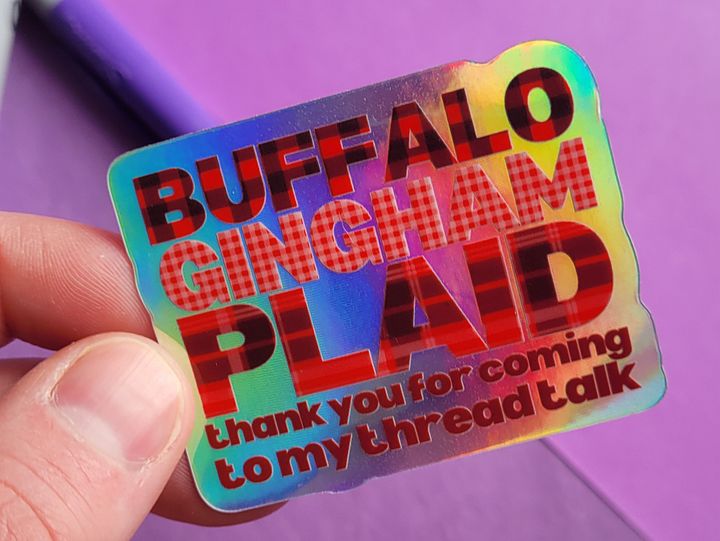 BUFFALO
GINGHAM
PLAID
thank you for coming
to my thread talk